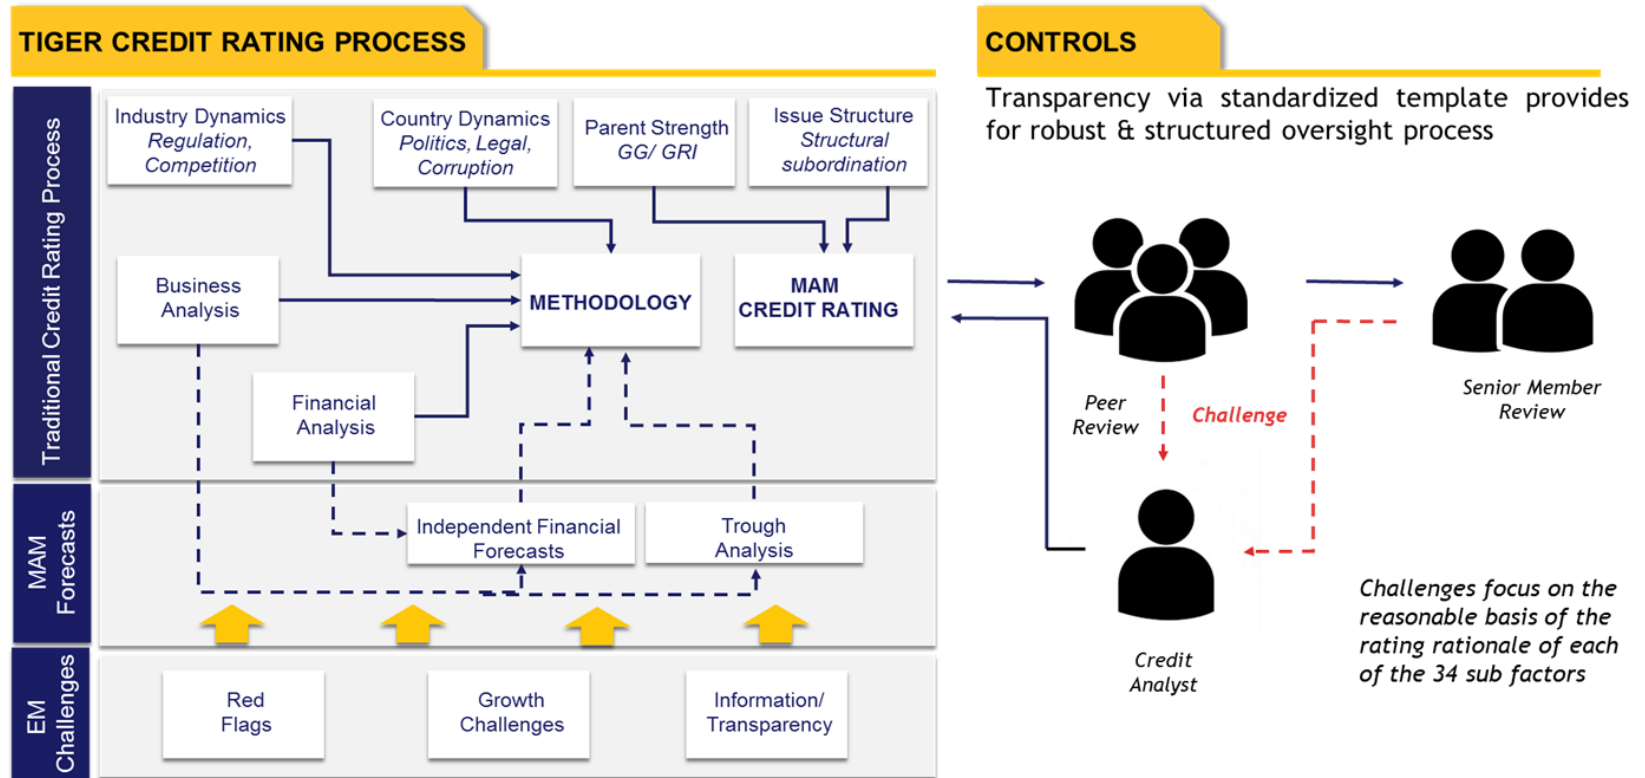 TIGER CREDIT RATING PROCESS
CONTROLS
Transparency via standardized template provides
for robust & structured oversight process
Traditional Credit Rating Process
Industry Dynamics
Regulation,
Competition
Country Dynamics
Politics, Legal,
Corruption
Parent Strength
GG/ GRI
Issue Structure
Structural
subordination
Business
Analysis
METHODOLOGY
MAM
CREDIT RATING
Financial
Analysis
MAM
Forecasts
Independent Financial
Forecasts
Trough
Analysis
EM
Challenges
Red
Flags
Growth
Challenges
Information/
Transparency
Peer
Review
Challenge
Senior Member
Review
Credit
Analyst
Challenges focus on the
reasonable basis of the
rating rationale of each
of the 34 sub factors